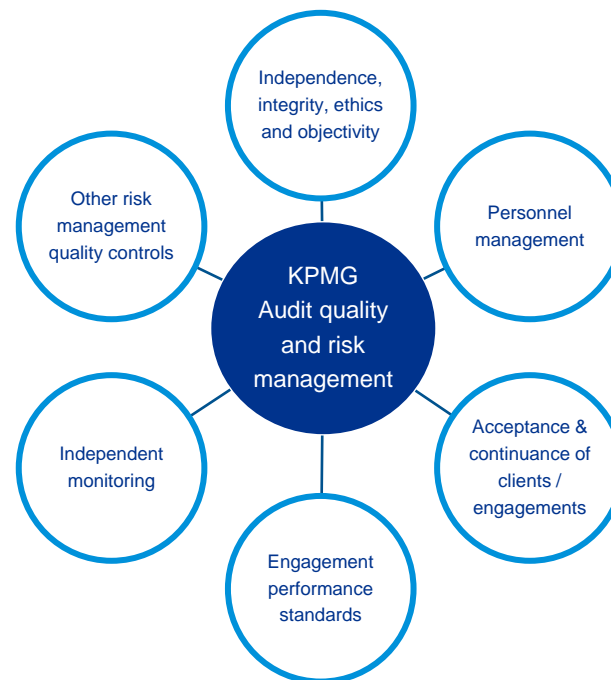 Independence,
integrity, ethics
and objectivity
Other risk
management
quality controls
Personnel
management
KPMG
Audit quality
and risk
management
Independent
monitoring
Acceptance &
continuance of
clients /
engagements
Engagement
performance
standards